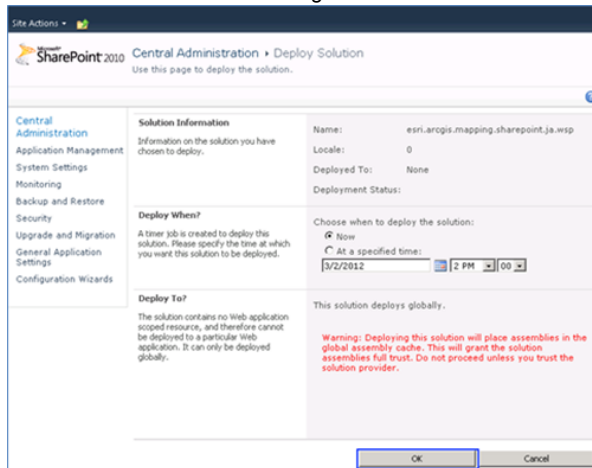 Site Actions
Microsoft
SharePoint 2010
Central Administration ▸ Deploy Solution
Use this page to deploy the solution.
Central
Administration
Application Management
System Settings
Monitoring
Backup and Restore
Security
Upgrade and Migration
General Application
Settings
Configuration Wizards
Solution Information
Information on the solution you have
chosen to deploy.
Name: esri.arcgis.mapping.sharepoint.ja.wsp
Locale: 0
Deployed To: None
Deployment Status:
Deploy When?
A timer job is created to deploy this
solution. Please specify the time at which
you want this solution to be deployed.
Choose when to deploy the solution:
Now
At a specified time:
3/2/2012 2 PM 00
Deploy To?
The solution contains no Web application
scoped resource, and therefore cannot
be deployed to a particular Web
application. It can only be deployed
globally.
This solution deploys globally.
Warning: Deploying this solution will place assemblies in the
global assembly cache. This will grant the solution
assemblies full trust. Do not proceed unless you trust the
solution provider.
OK Cancel